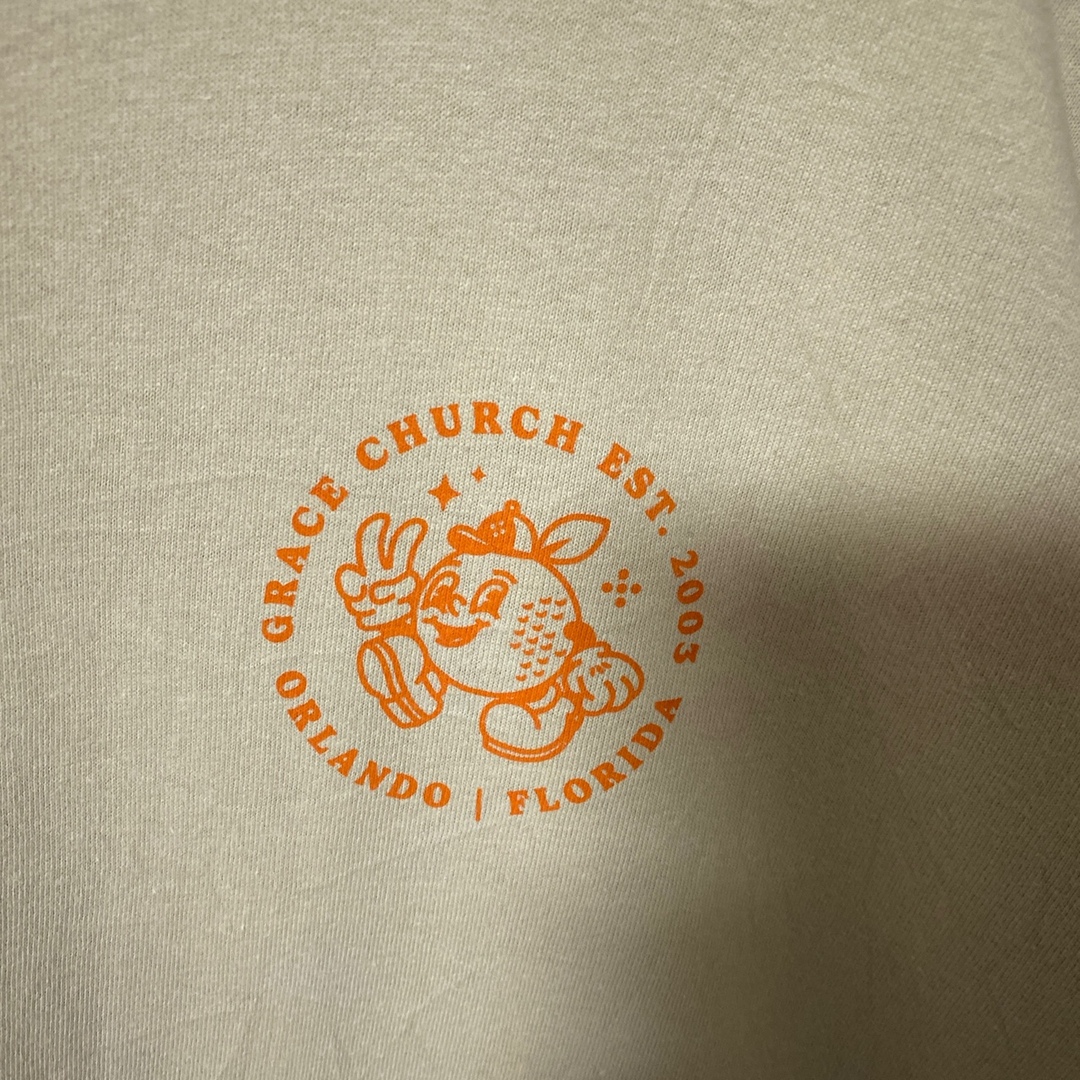 GRACE CHURCH EST. 2003
ORLANDO | FLORIDA